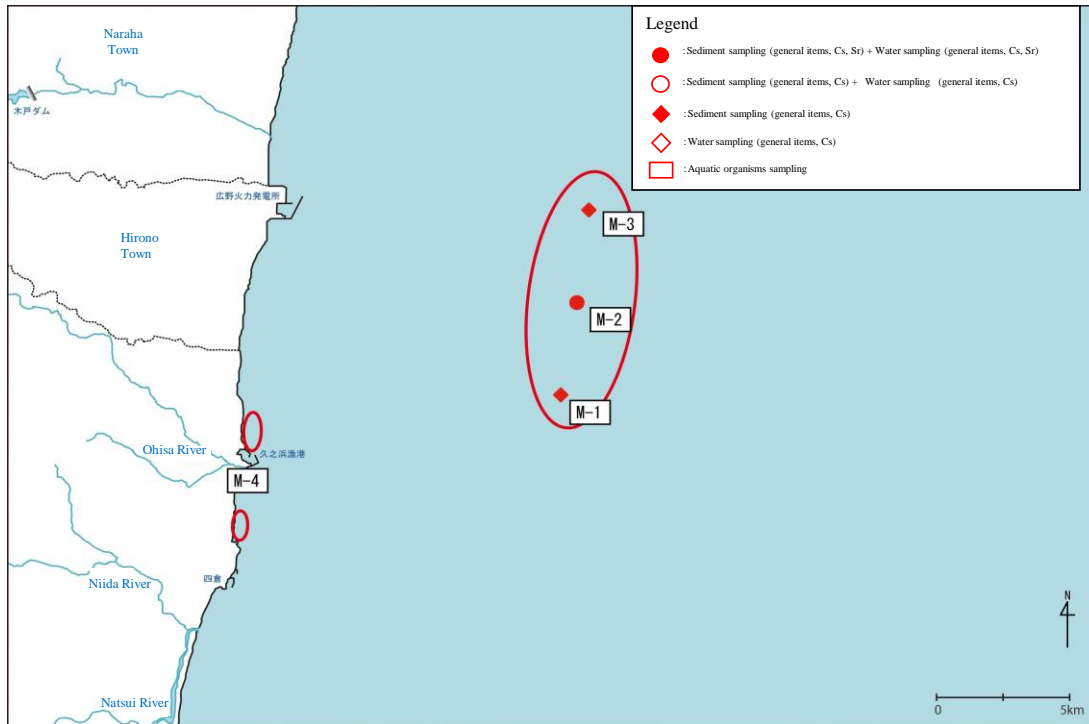 Naraha
Town
木戸ダム
広野火力発電所
Hirono
Town
Ohisa River
久之浜漁港
M-4
四倉
Niida River
Natsui River
M-3
M-2
M-1
Legend
:Sediment sampling (general items, Cs, Sr) + Water sampling (general items, Cs, Sr)
:Sediment sampling (general items, Cs) + Water sampling (general items, Cs)
:Sediment sampling (general items, Cs)
:Water sampling (general items, Cs)
:Aquatic organisms sampling
N
0 5km